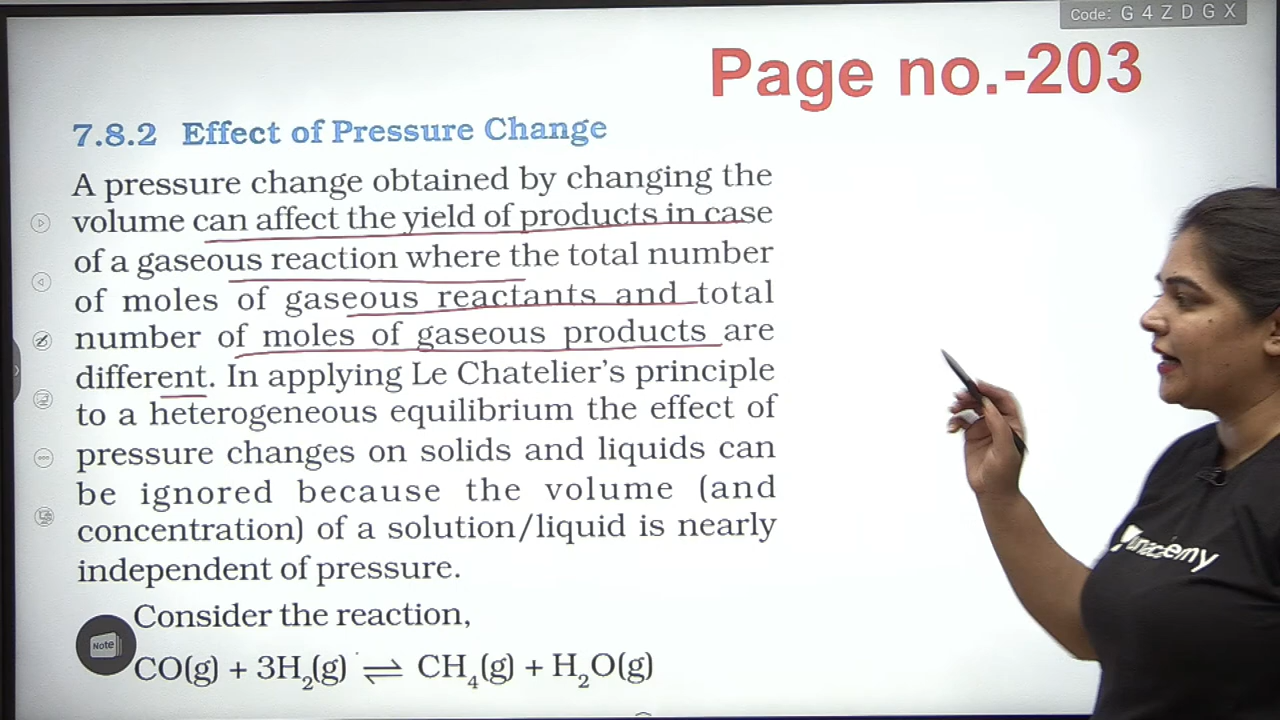 Code: G 4 Z D G X
Page no.-203
7.8.2 Effect of Pressure Change
A pressure change obtained by changing the
volume can affect the yield of products in case
of a gaseous reaction where the total number
of moles of gaseous reactants and total
number of moles of gaseous products are
different. In applying Le Chatelier’s principle
to a heterogeneous equilibrium the effect of
pressure changes on solids and liquids can
be ignored because the volume (and
concentration) of a solution/liquid is nearly
independent of pressure.
Consider the reaction,
Note
CO(g) + 3H₂(g) ⇌ CH₄(g) + H₂O(g)
unacademy